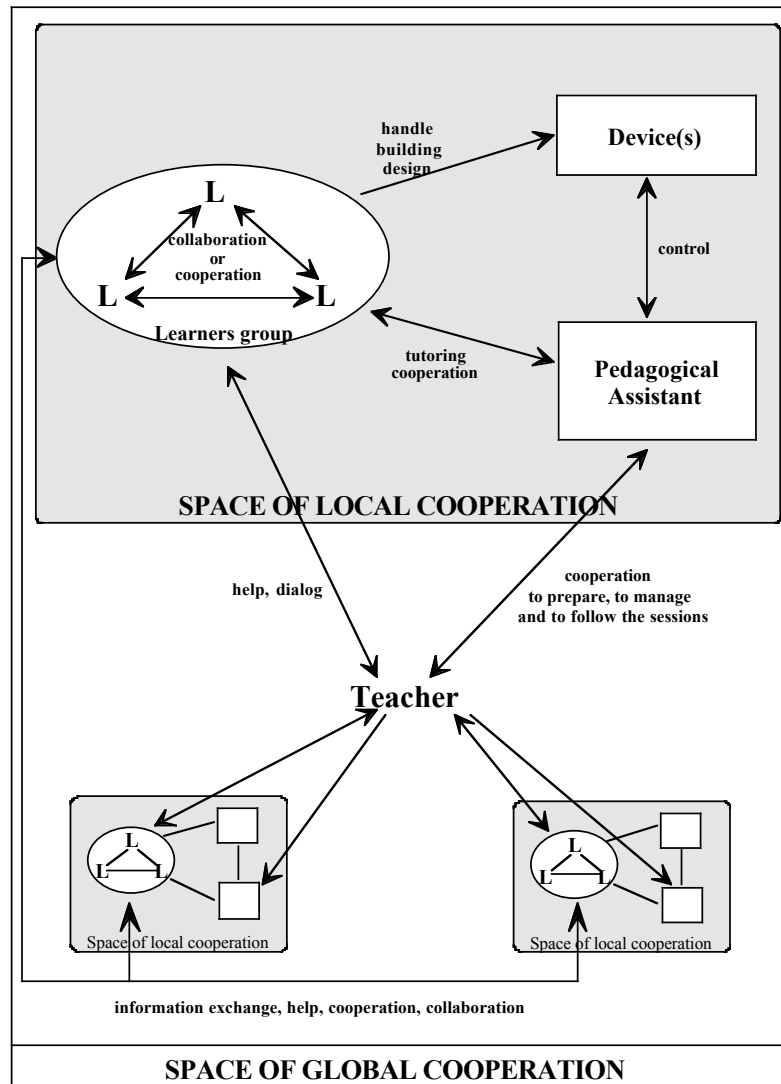 Device(s)
handle
building
design
L
collaboration
or
cooperation
L
L
Learners group
control
tutoring
cooperation
Pedagogical
Assistant
SPACE OF LOCAL COOPERATION
help, dialog
cooperation
to prepare, to manage
and to follow the sessions
Teacher
L
L
L
Space of local cooperation
L
L
L
Space of local cooperation
information exchange, help, cooperation, collaboration
SPACE OF GLOBAL COOPERATION